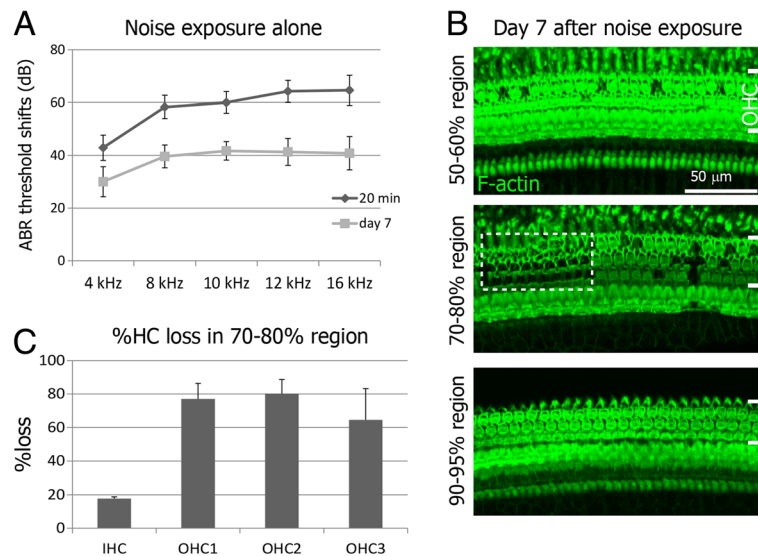 A
Noise exposure alone
ABR threshold shifts (dB)
80
60
40
20
0
4 kHz 8 kHz 10 kHz 12 kHz 16 kHz
20 min
day 7
B
Day 7 after noise exposure
50-60% region
OHC
F-actin
50 μm
70-80% region
90-95% region
C
%HC loss in 70-80% region
%loss
100
80
60
40
20
0
IHC OHC1 OHC2 OHC3